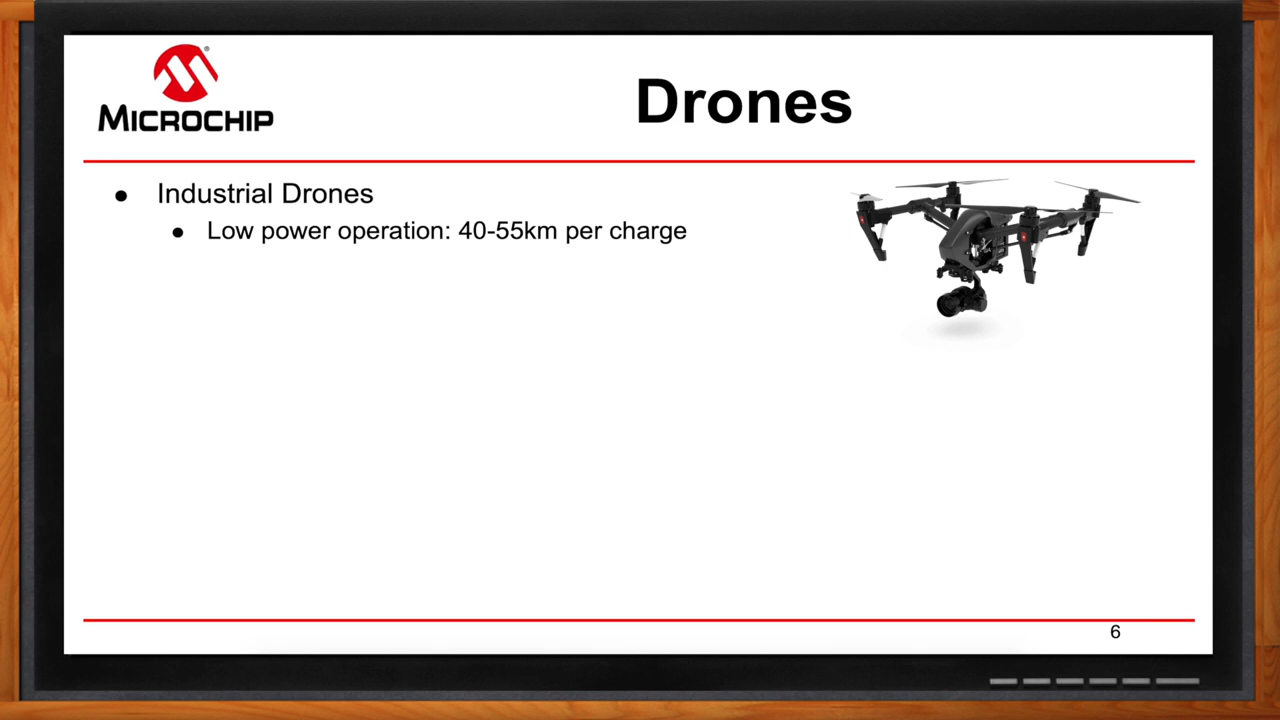 MICROCHIP
Drones
● Industrial Drones
● Low power operation: 40-55km per charge
6